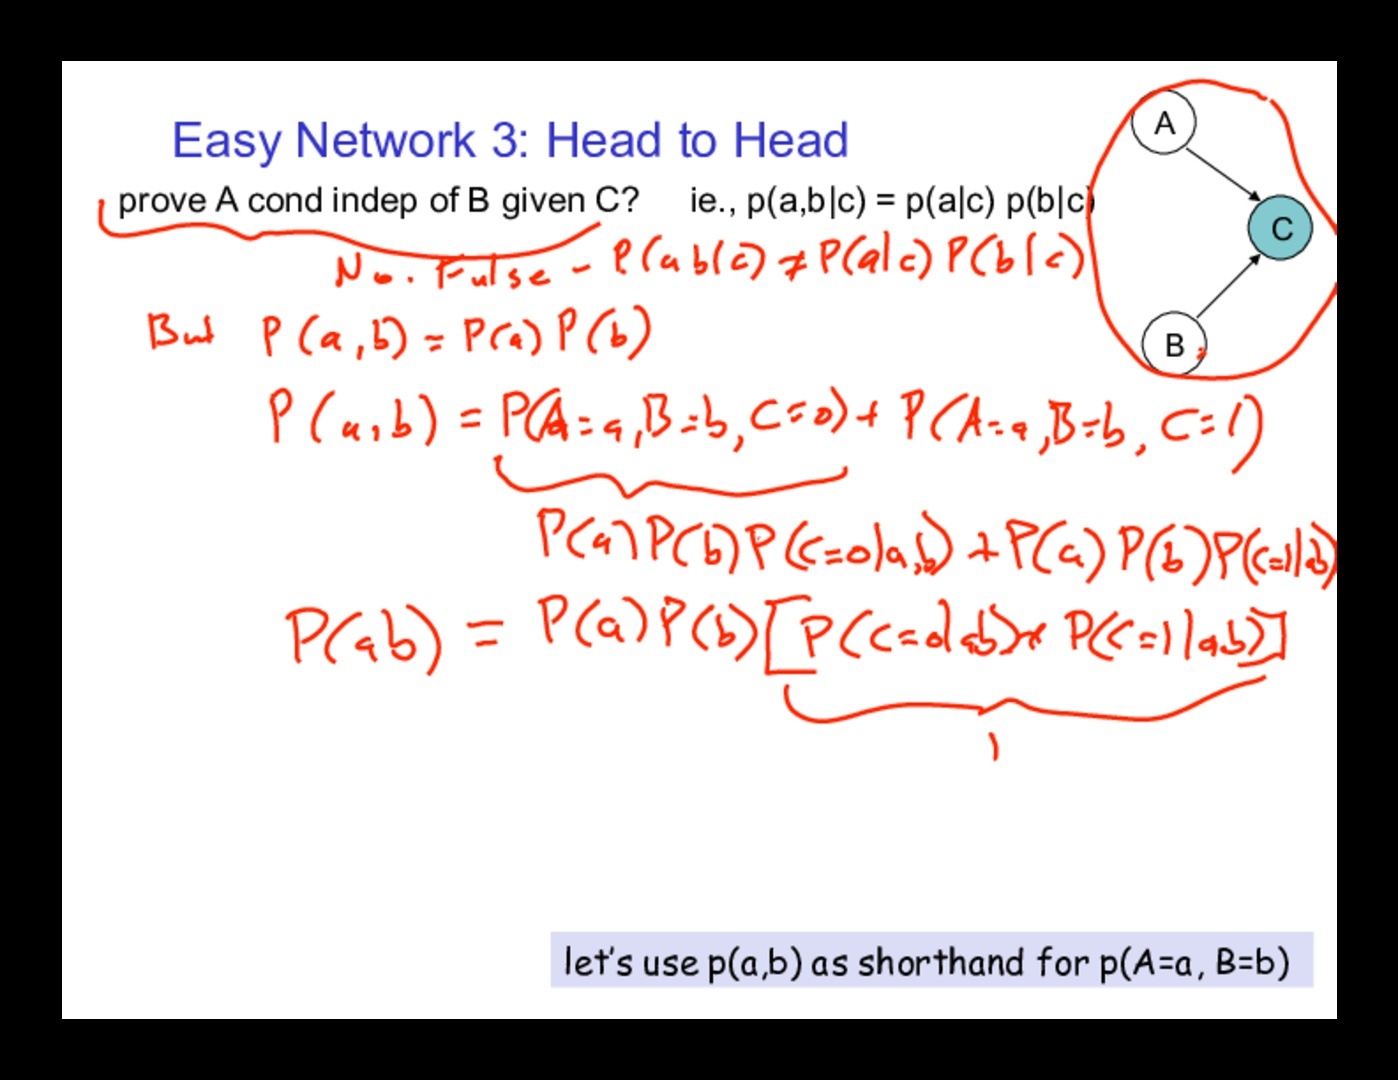 Easy Network 3: Head to Head
prove A cond indep of B given C? ie., p(a,b|c) = p(a|c) p(b|c)
A
C
B
No. False - P(ab|c) ≠ P(a|c) P(b|c)
But P(a,b) = P(a) P(b)
P(a,b) = P(A=a,B=b,C=0) + P(A=a,B=b,C=1)
P(a)P(b)P(C=0|a,b) + P(a)P(b)P(C=1|ab)
P(ab) = P(a)P(b)[P(C=0|ab)+ P(C=1|ab)]
1
let's use p(a,b) as shorthand for p(A=a, B=b)